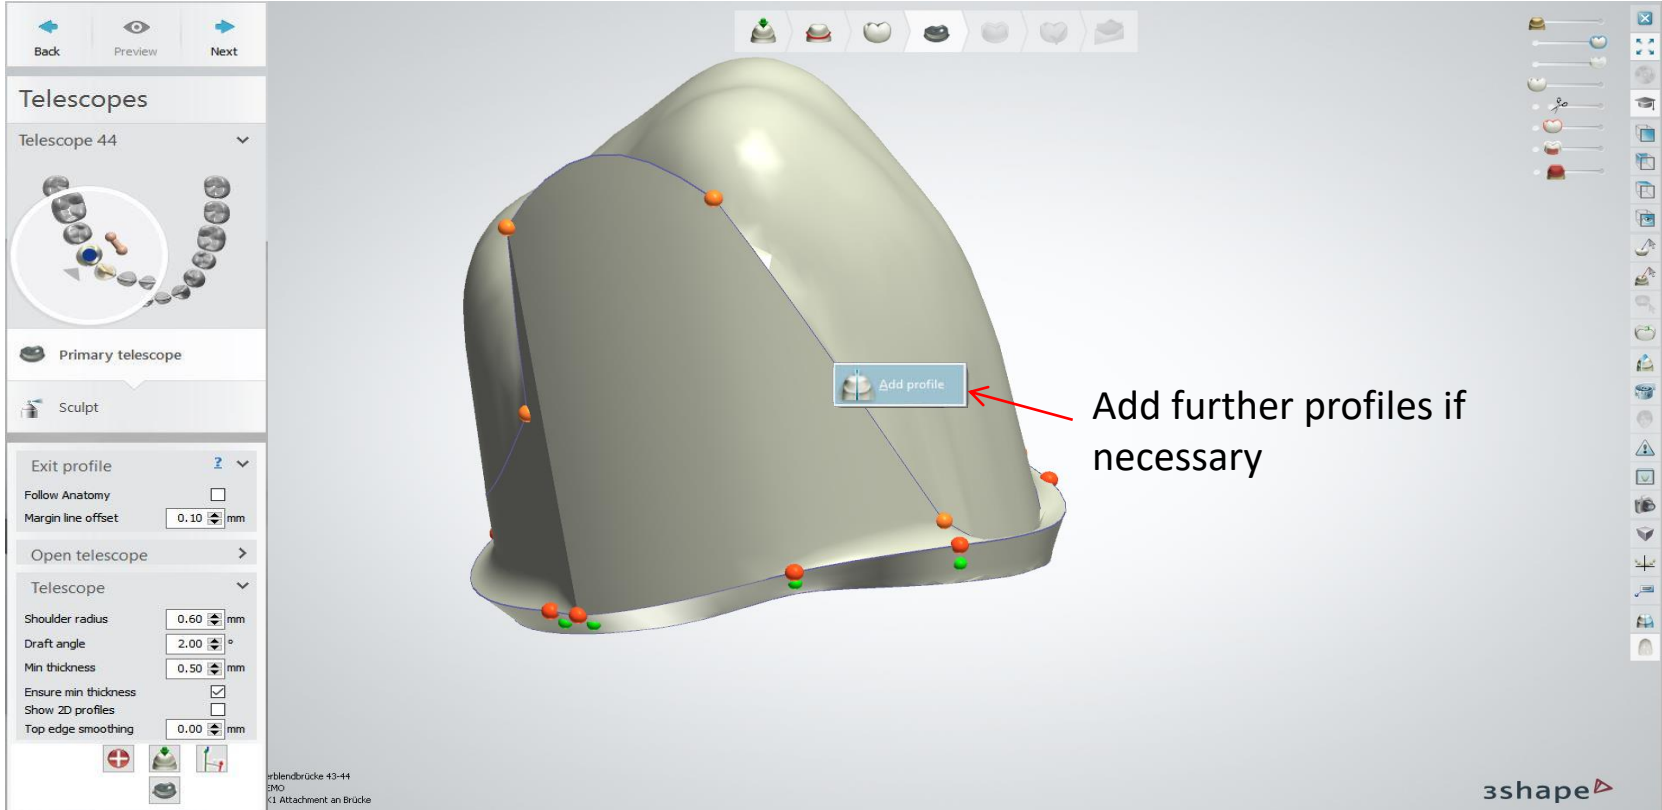 Back
Preview
Next
Telescopes
Telescope 44
Primary telescope
Sculpt
Exit profile ?
Follow Anatomy
Margin line offset 0.10 mm
Open telescope
Telescope
Shoulder radius 0.60 mm
Draft angle 2.00 °
Min thickness 0.50 mm
Ensure min thickness
Show 2D profiles
Top edge smoothing 0.00 mm
Add profile
Add further profiles if
necessary
erblendbrücke 43-44
EMO
K1 Attachment an Brücke
3shape